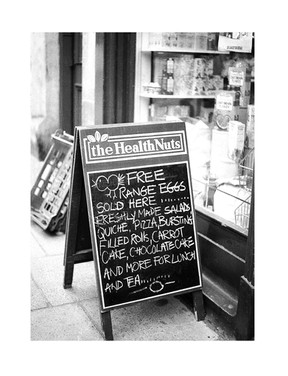 the HealthNuts
FREE
RANGE EGGS
SOLD HERE
FRESHLY MADE SALADS
QUICHE, PIZZA, BURSTING
FILLED ROLLS, CARROT
CAKE, CHOCOLATE CAKE
AND MORE FOR LUNCH
AND TEA